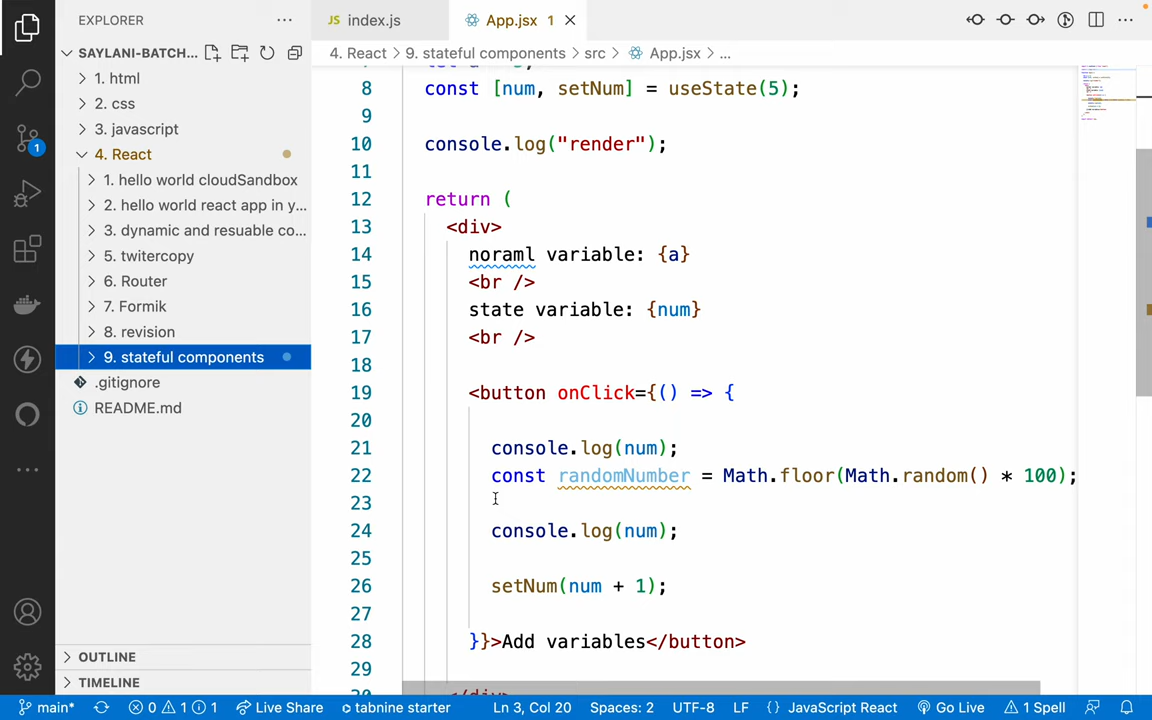 EXPLORER
index.js
App.jsx 1
SAYLANI-BATCH...
4. React > 9. stateful components > src > App.jsx > ...
1. html
2. css
3. javascript
4. React
1. hello world cloudSandbox
2. hello world react app in y...
3. dynamic and resuable co...
5. twitercopy
6. Router
7. Formik
8. revision
9. stateful components
.gitignore
README.md
OUTLINE
TIMELINE
8 const [num, setNum] = useState(5);
9
10 console.log("render");
11
12 return (
13 <div>
14 noraml variable: {a}
15 <br />
16 state variable: {num}
17 <br />
18
19 <button onClick={() => {
20
21 console.log(num);
22 const randomNumber = Math.floor(Math.random() * 100);
23
24 console.log(num);
25
26 setNum(num + 1);
27
28 }}>Add variables</button>
29
1
main* 0 1 1 Live Share tabnine starter Ln 3, Col 20 Spaces: 2 UTF-8 LF {} JavaScript React Go Live 1 Spell